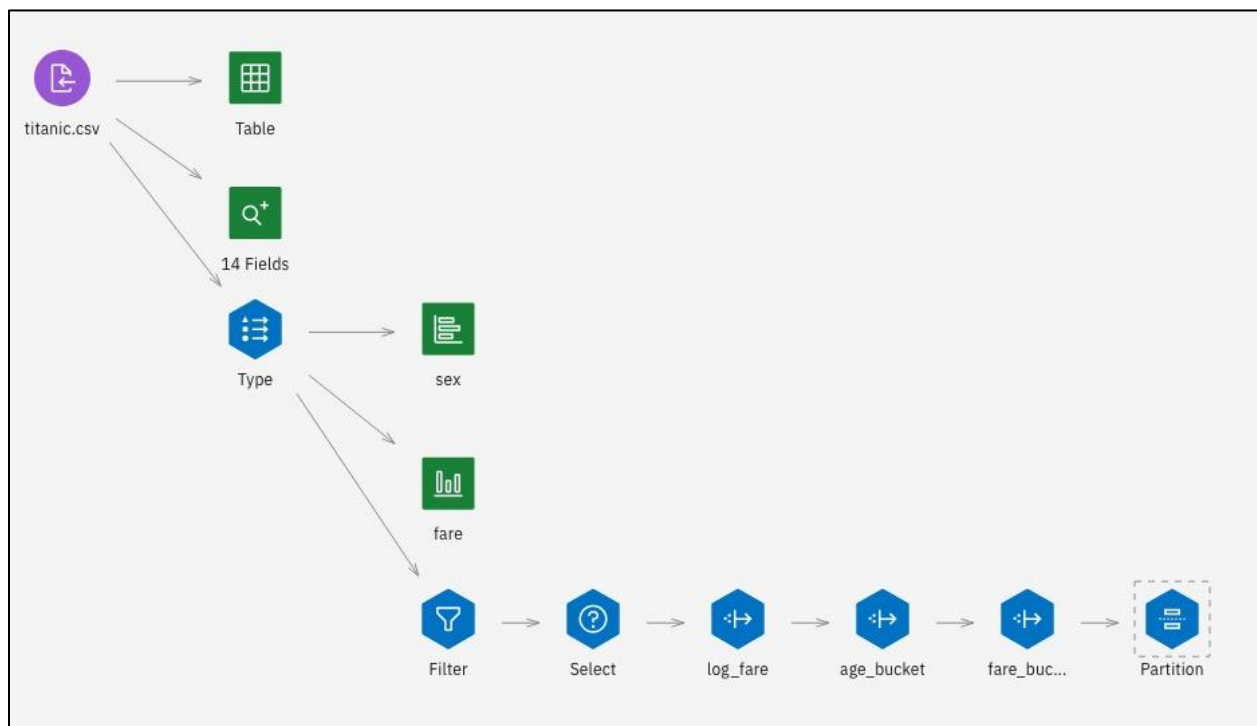 titanic.csv
Table
14 Fields
Type
sex
fare
Filter
Select
log_fare
age_bucket
fare_buc...
Partition